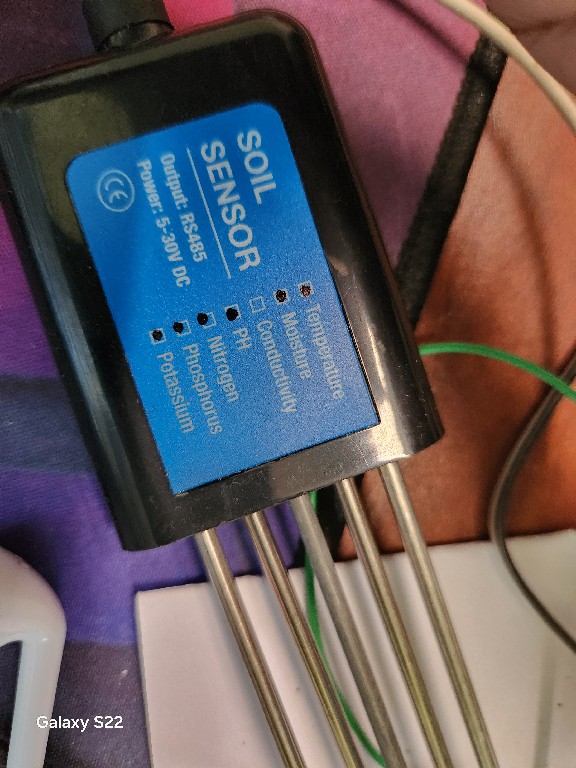 SOIL
SENSOR
Output: RS485
Power: 5-30V DC
CE
Temperature
Moisture
Conductivity
PH
Nitrogen
Phosphorus
Potassium
Galaxy S22